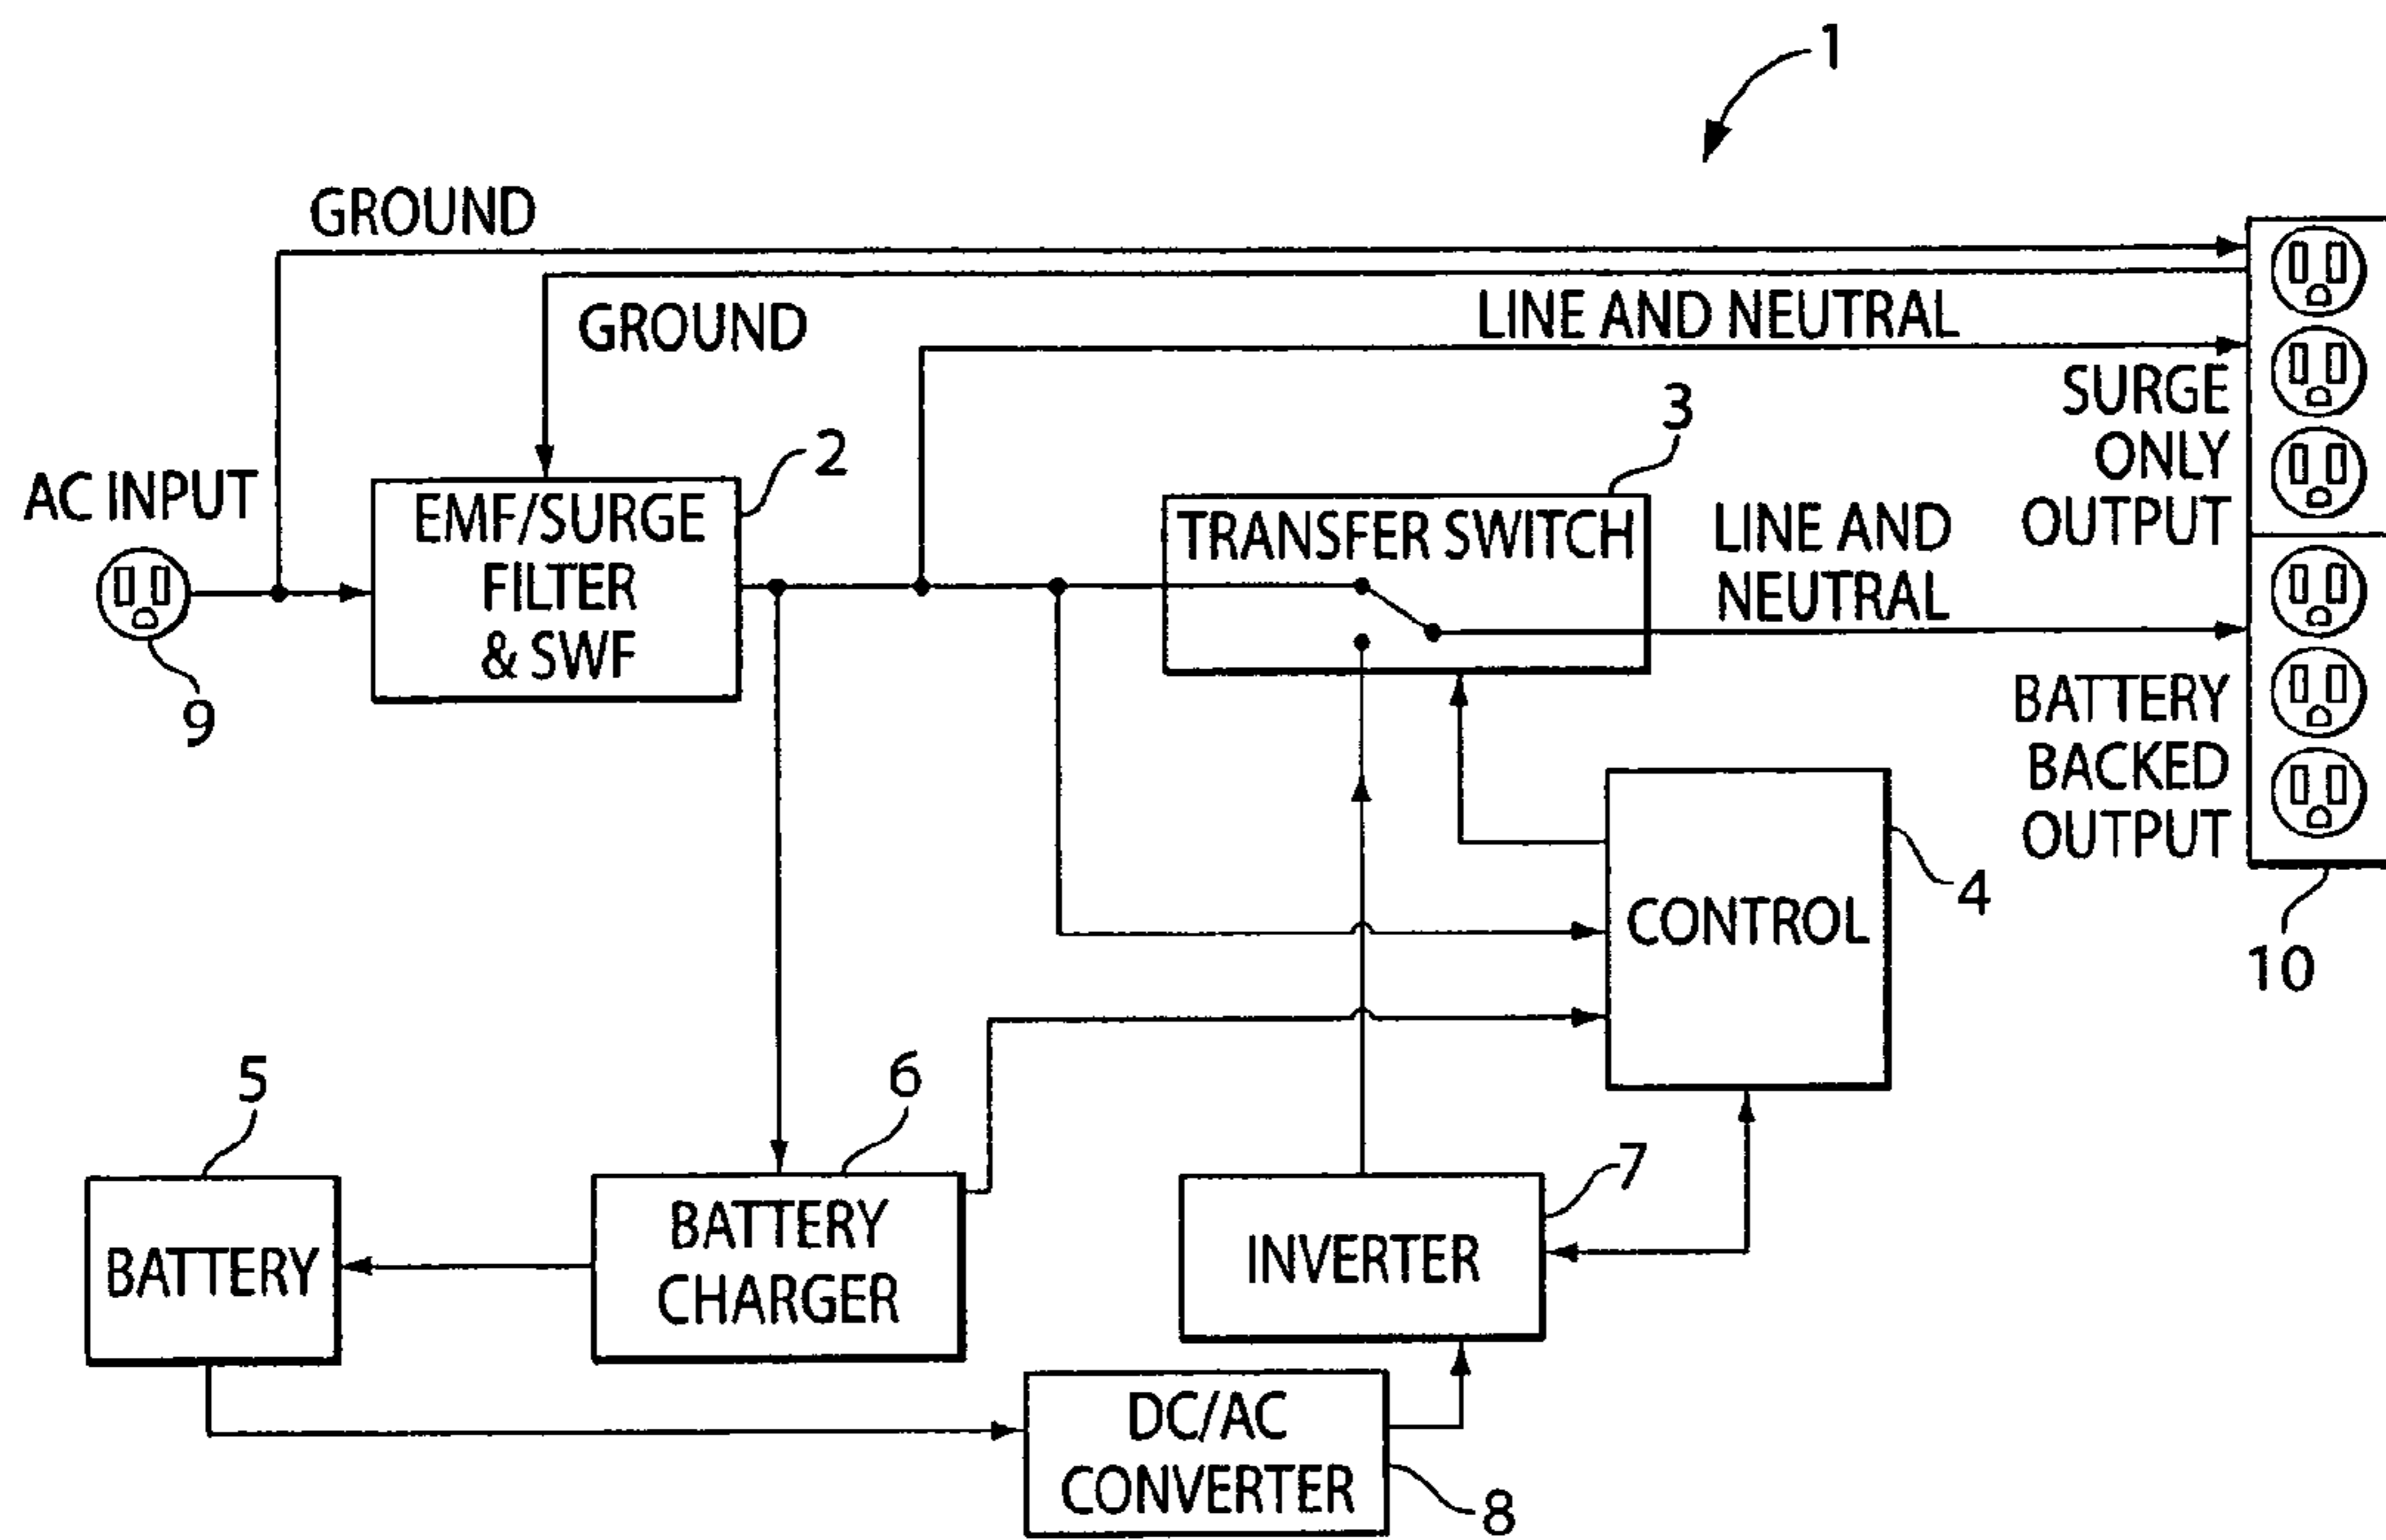 1
GROUND
GROUND
LINE AND NEUTRAL
SURGE
ONLY
OUTPUT
3
2
AC INPUT
EMF/SURGE
FILTER
& SWF
9
TRANSFER SWITCH
LINE AND
NEUTRAL
BATTERY
BACKED
OUTPUT
10
CONTROL
4
5
BATTERY
6
BATTERY
CHARGER
7
INVERTER
DC/AC
CONVERTER
8